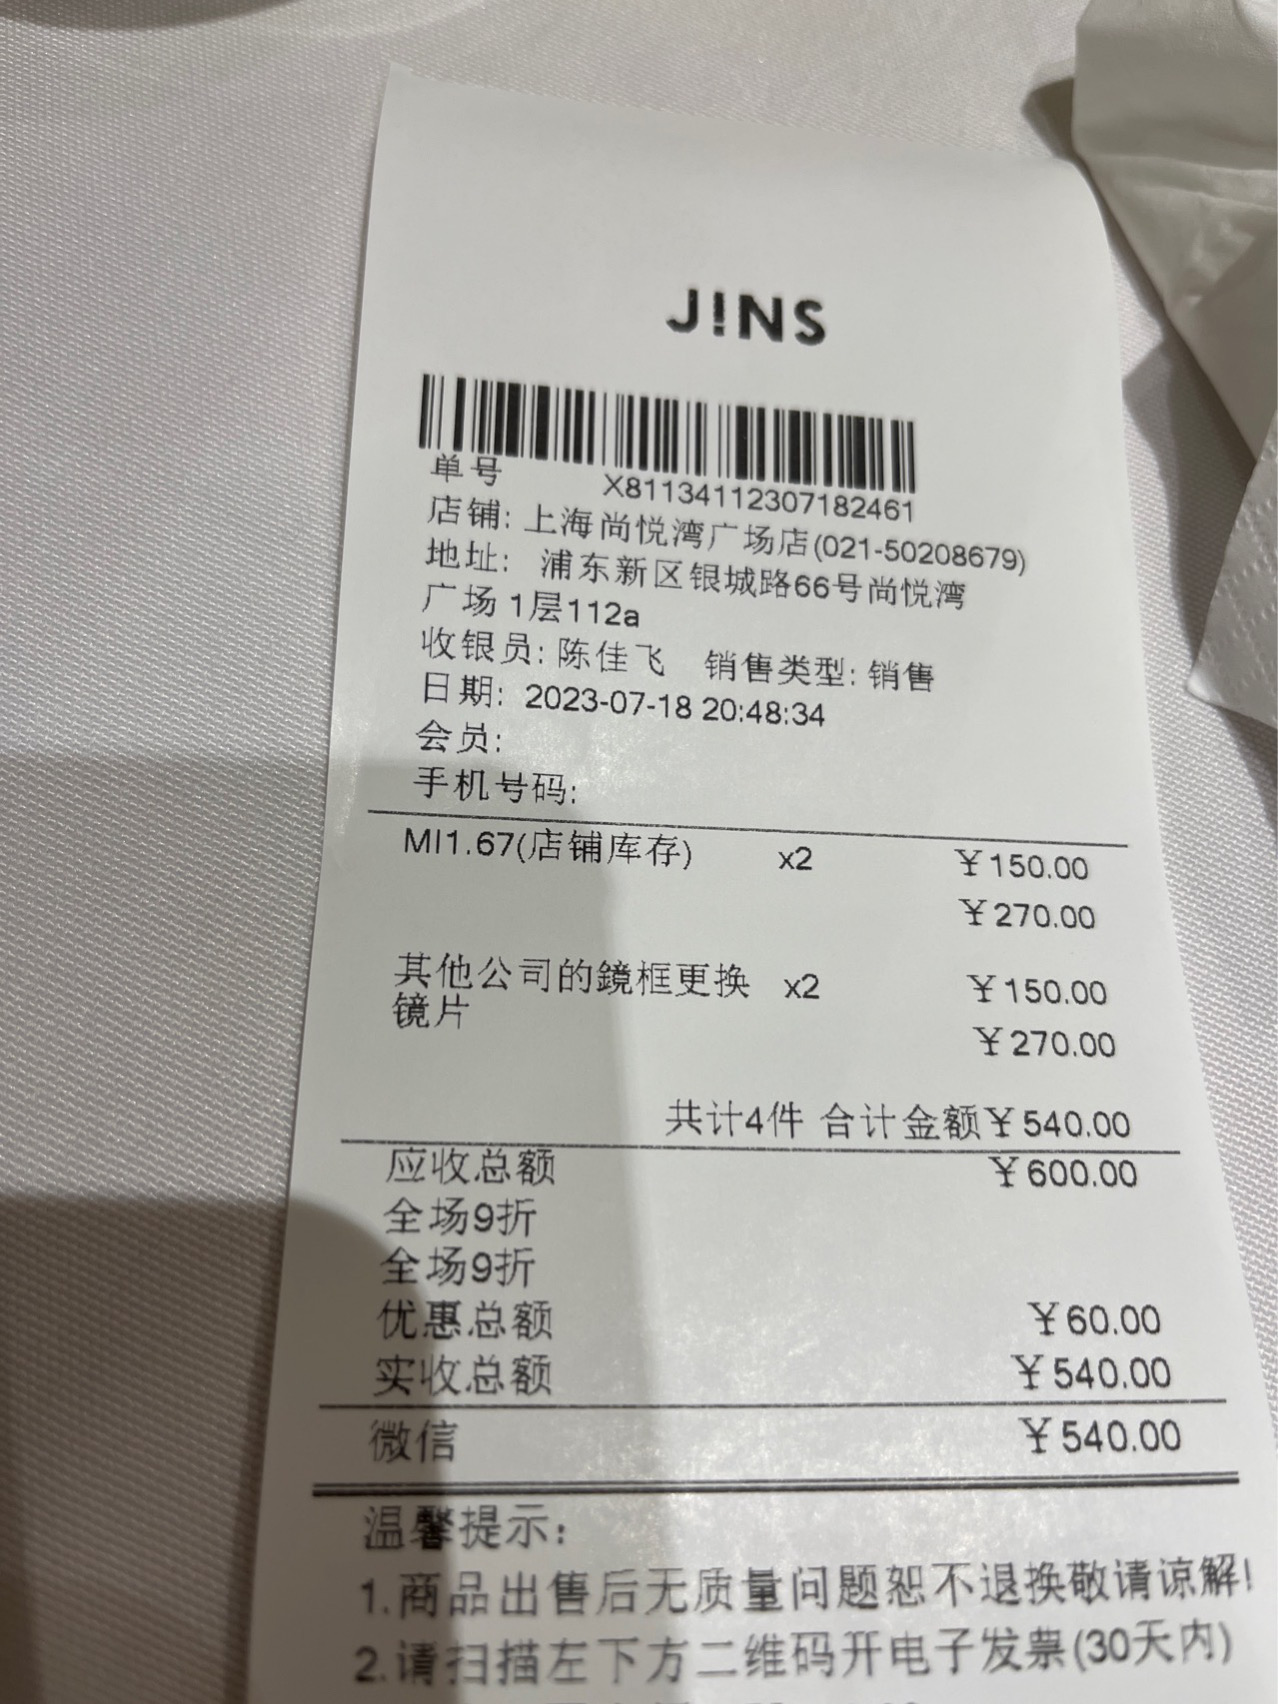 J!NS
单号 X81134112307182461
店铺: 上海尚悦湾广场店(021-50208679)
地址: 浦东新区银城路66号尚悦湾
广场 1层112a
收银员: 陈佳飞 销售类型: 销售
日期: 2023-07-18 20:48:34
会员:
手机号码:
MI1.67(店铺库存) x2 ¥150.00
¥270.00
其他公司的鏡框更换 x2 ¥150.00
镜片
¥270.00
共计4件 合计金额¥540.00
应收总额 ¥600.00
全场9折
全场9折
优惠总额 ¥60.00
实收总额 ¥540.00
微信 ¥540.00
温馨提示:
1.商品出售后无质量问题恕不退换敬请谅解!
2.请扫描左下方二维码开电子发票(30天内)